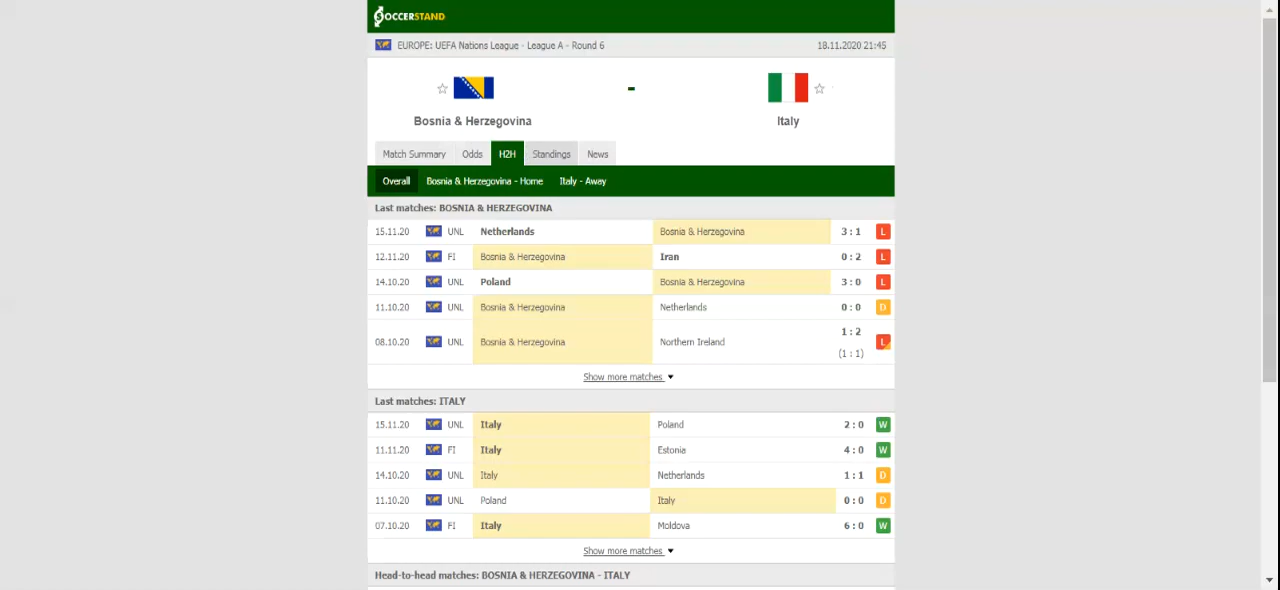 SOCCERSTAND
EUROPE: UEFA Nations League - League A - Round 6 18.11.2020 21:45
-
Bosnia & Herzegovina Italy
Match Summary Odds H2H Standings News
Overall Bosnia & Herzegovina - Home Italy - Away
Last matches: BOSNIA & HERZEGOVINA
15.11.20 UNL Netherlands Bosnia & Herzegovina 3 : 1 L
12.11.20 FI Bosnia & Herzegovina Iran 0 : 2 L
14.10.20 UNL Poland Bosnia & Herzegovina 3 : 0 L
11.10.20 UNL Bosnia & Herzegovina Netherlands 0 : 0 D
08.10.20 UNL Bosnia & Herzegovina Northern Ireland 1 : 2 (1 : 1) L
Show more matches
Last matches: ITALY
15.11.20 UNL Italy Poland 2 : 0 W
11.11.20 FI Italy Estonia 4 : 0 W
14.10.20 UNL Italy Netherlands 1 : 1 D
11.10.20 UNL Poland Italy 0 : 0 D
07.10.20 FI Italy Moldova 6 : 0 W
Show more matches
Head-to-head matches: BOSNIA & HERZEGOVINA - ITALY